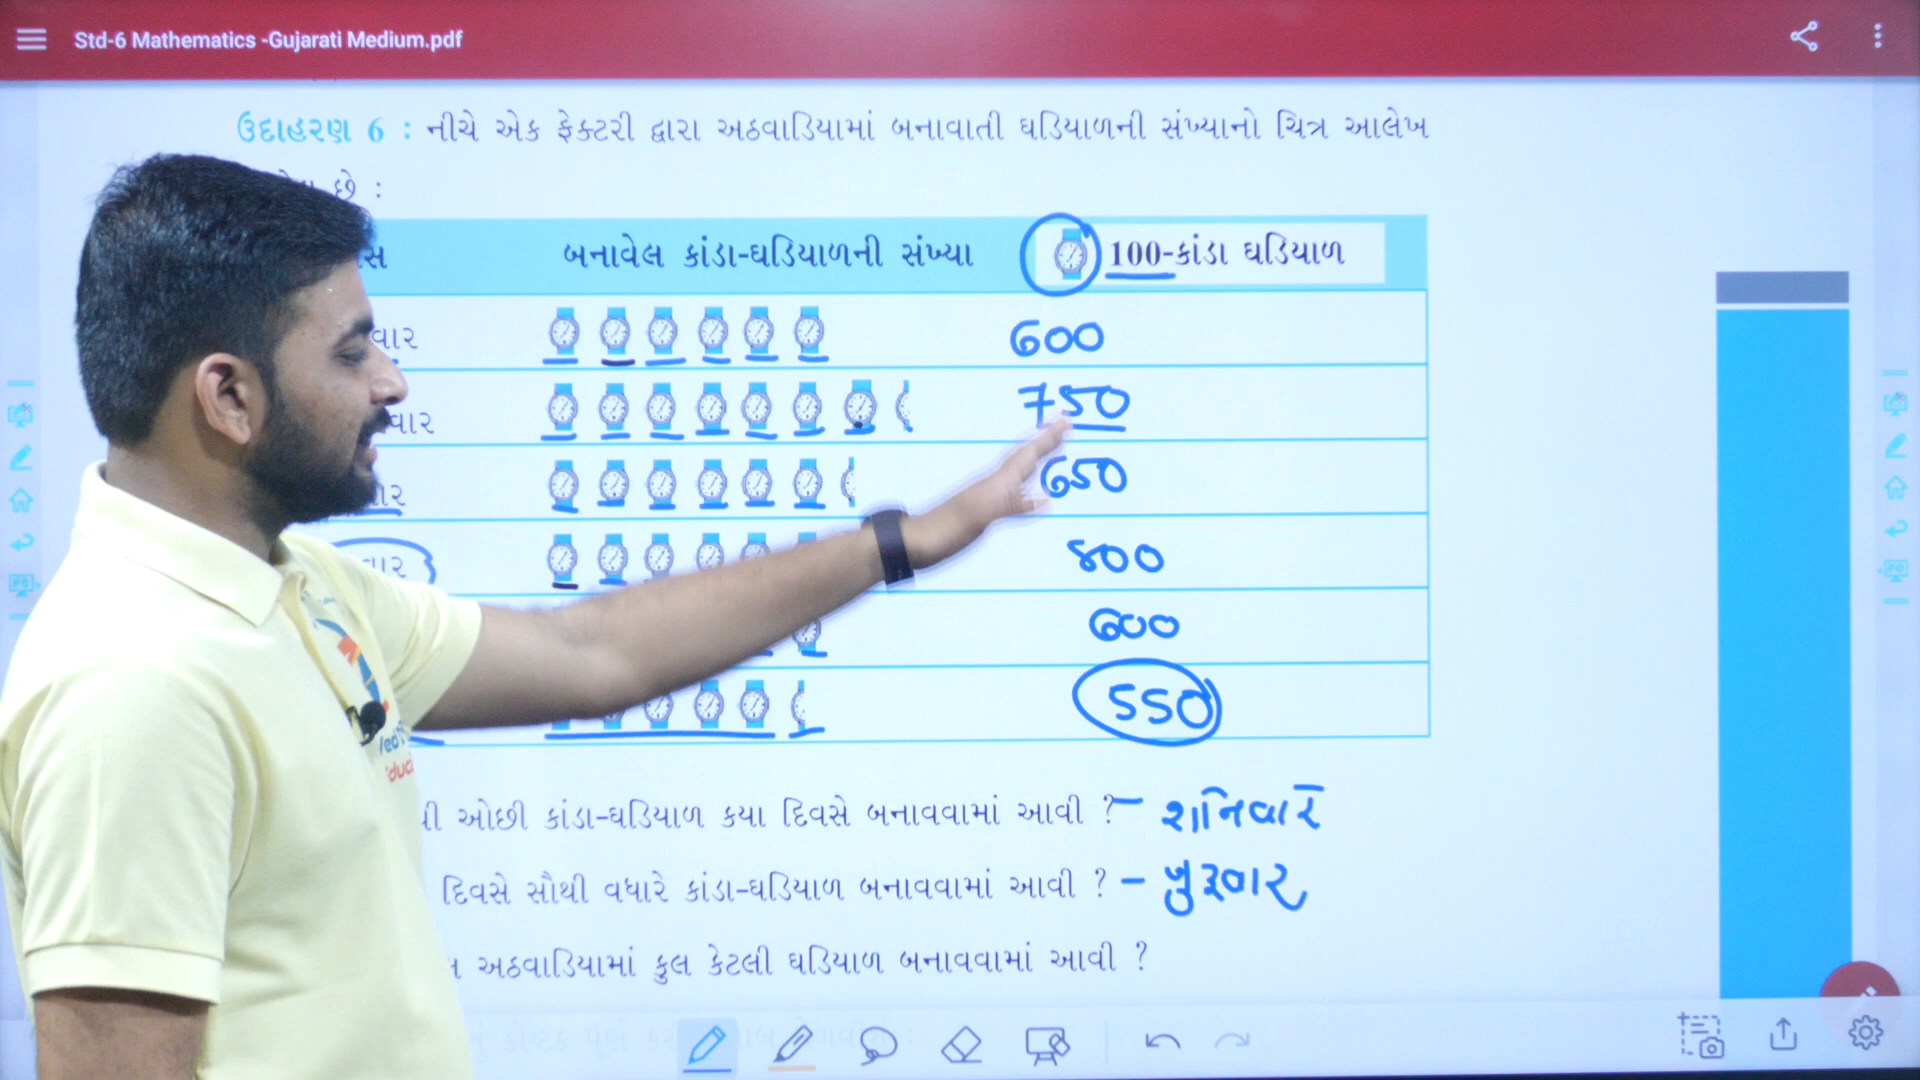 Std-6 Mathematics -Gujarati Medium.pdf
ઉદાહરણ 6 : નીચે એક ફેક્ટરી દ્વારા અઠવાડિયામાં બનાવાતી ઘડિયાળની સંખ્યાનો ચિત્ર આલેખ
છે :
બનાવેલ કાંડા-ઘડિયાળની સંખ્યા 100-કાંડા ઘડિયાળ
600
750
650
800
600
550
ઓછી કાંડા-ઘડિયાળ કયા દિવસે બનાવવામાં આવી ? – શનિવારે
દિવસે સૌથી વધારે કાંડા-ઘડિયાળ બનાવવામાં આવી ? – ગુરૂવાર
અઠવાડિયામાં કુલ કેટલી ઘડિયાળ બનાવવામાં આવી ?